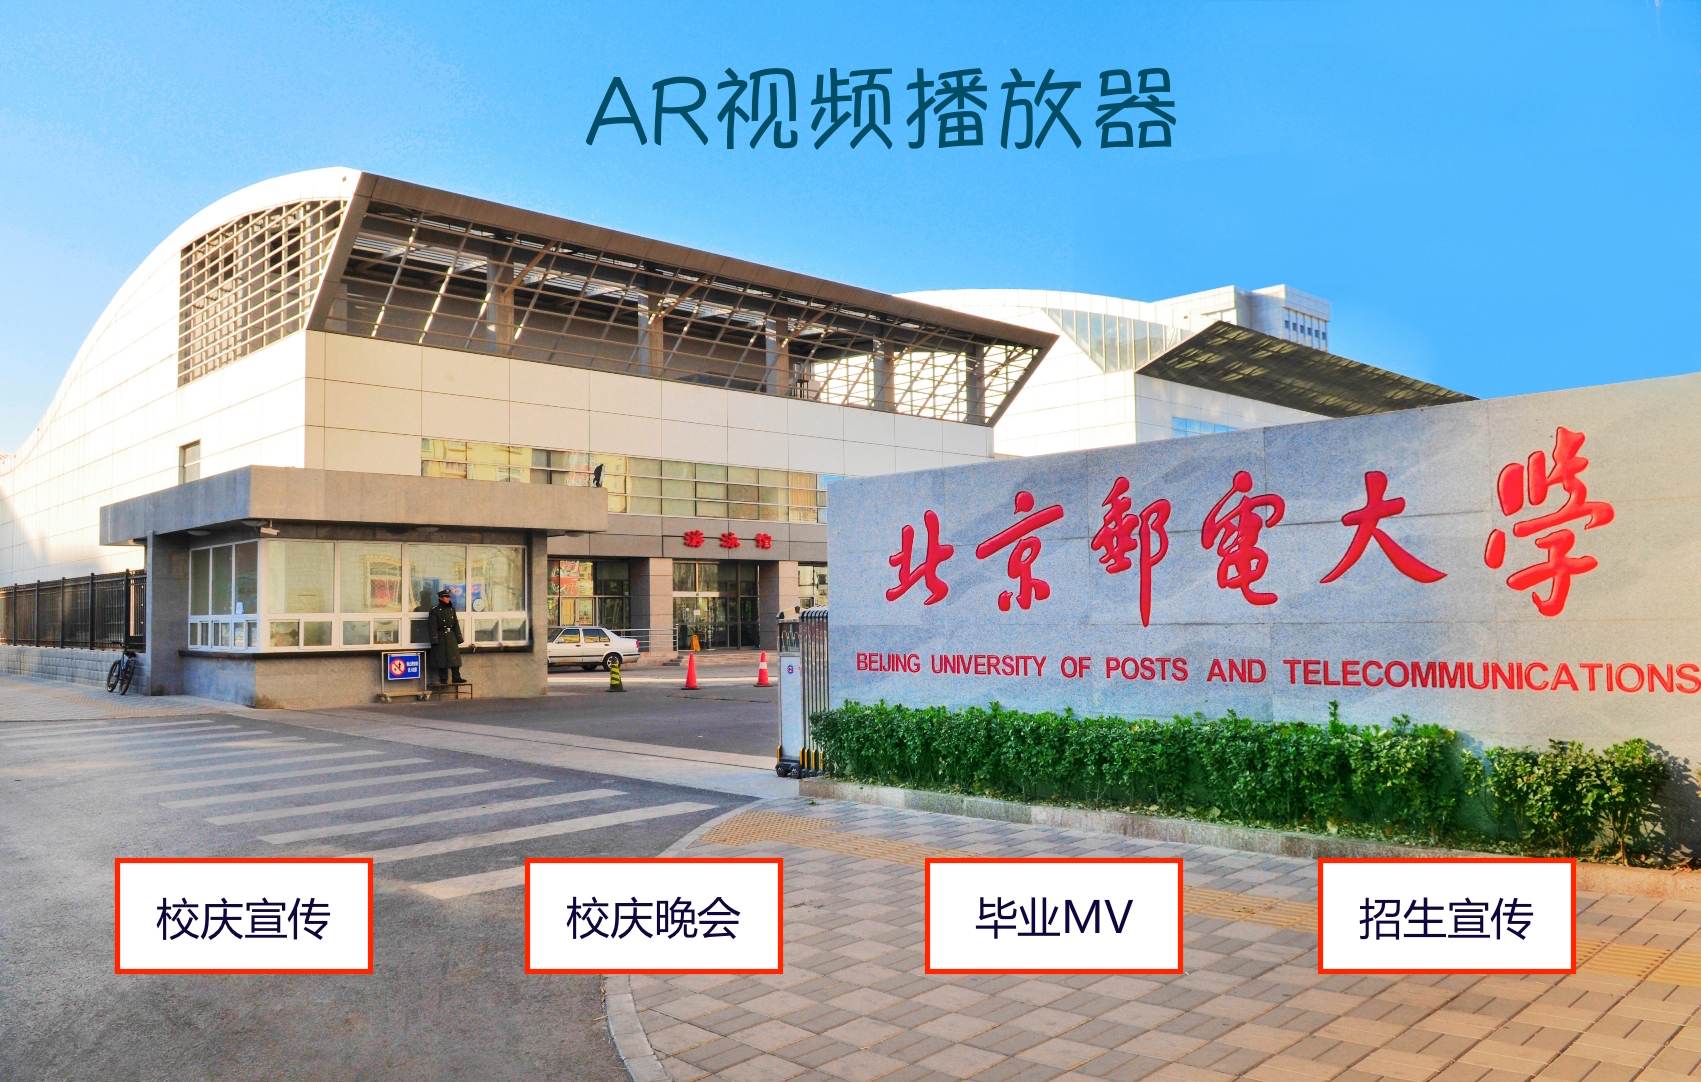 AR视频播放器
游泳馆
北京郵電大学
BEIJING UNIVERSITY OF POSTS AND TELECOMMUNICATIONS
校庆宣传
校庆晚会
毕业MV
招生宣传